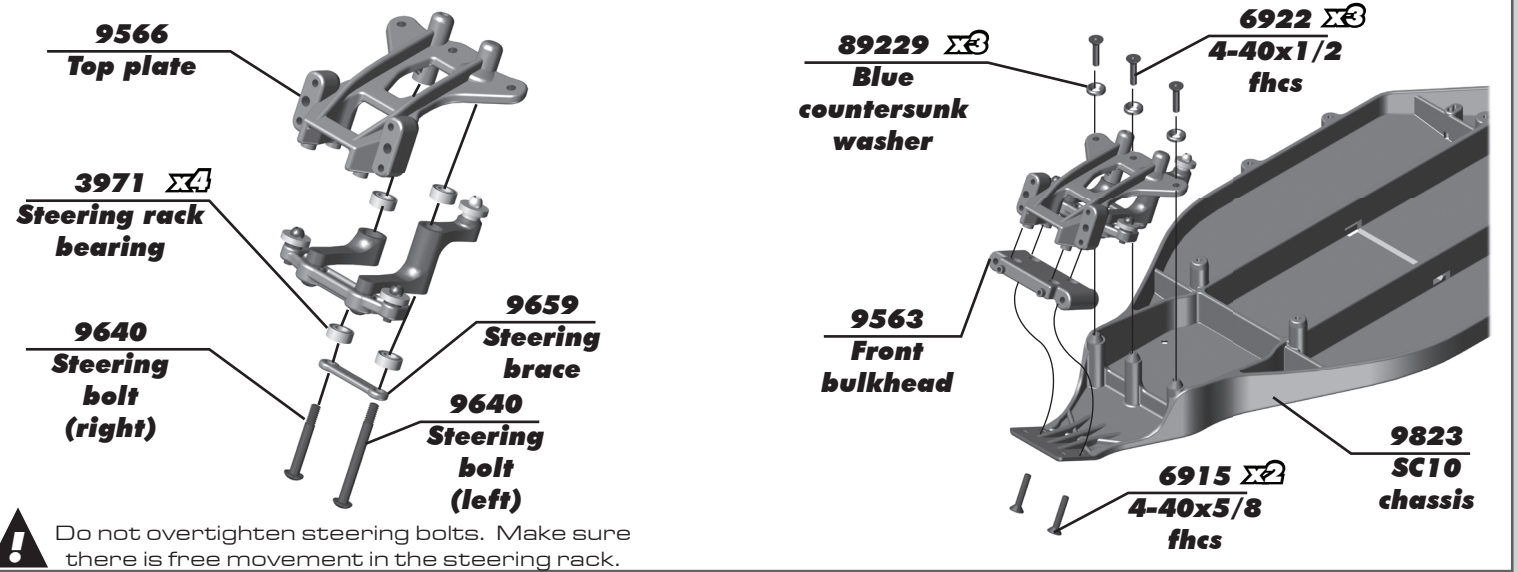 9566
Top plate
3971 x4
Steering rack
bearing
9640
Steering
bolt
(right)
9659
Steering
brace
9640
Steering
bolt
(left)
! Do not overtighten steering bolts. Make sure
there is free movement in the steering rack.
89229 x3
Blue
countersunk
washer
6922 x3
4-40x1/2
fhcs
9563
Front
bulkhead
6915 x2
4-40x5/8
fhcs
9823
SC10
chassis